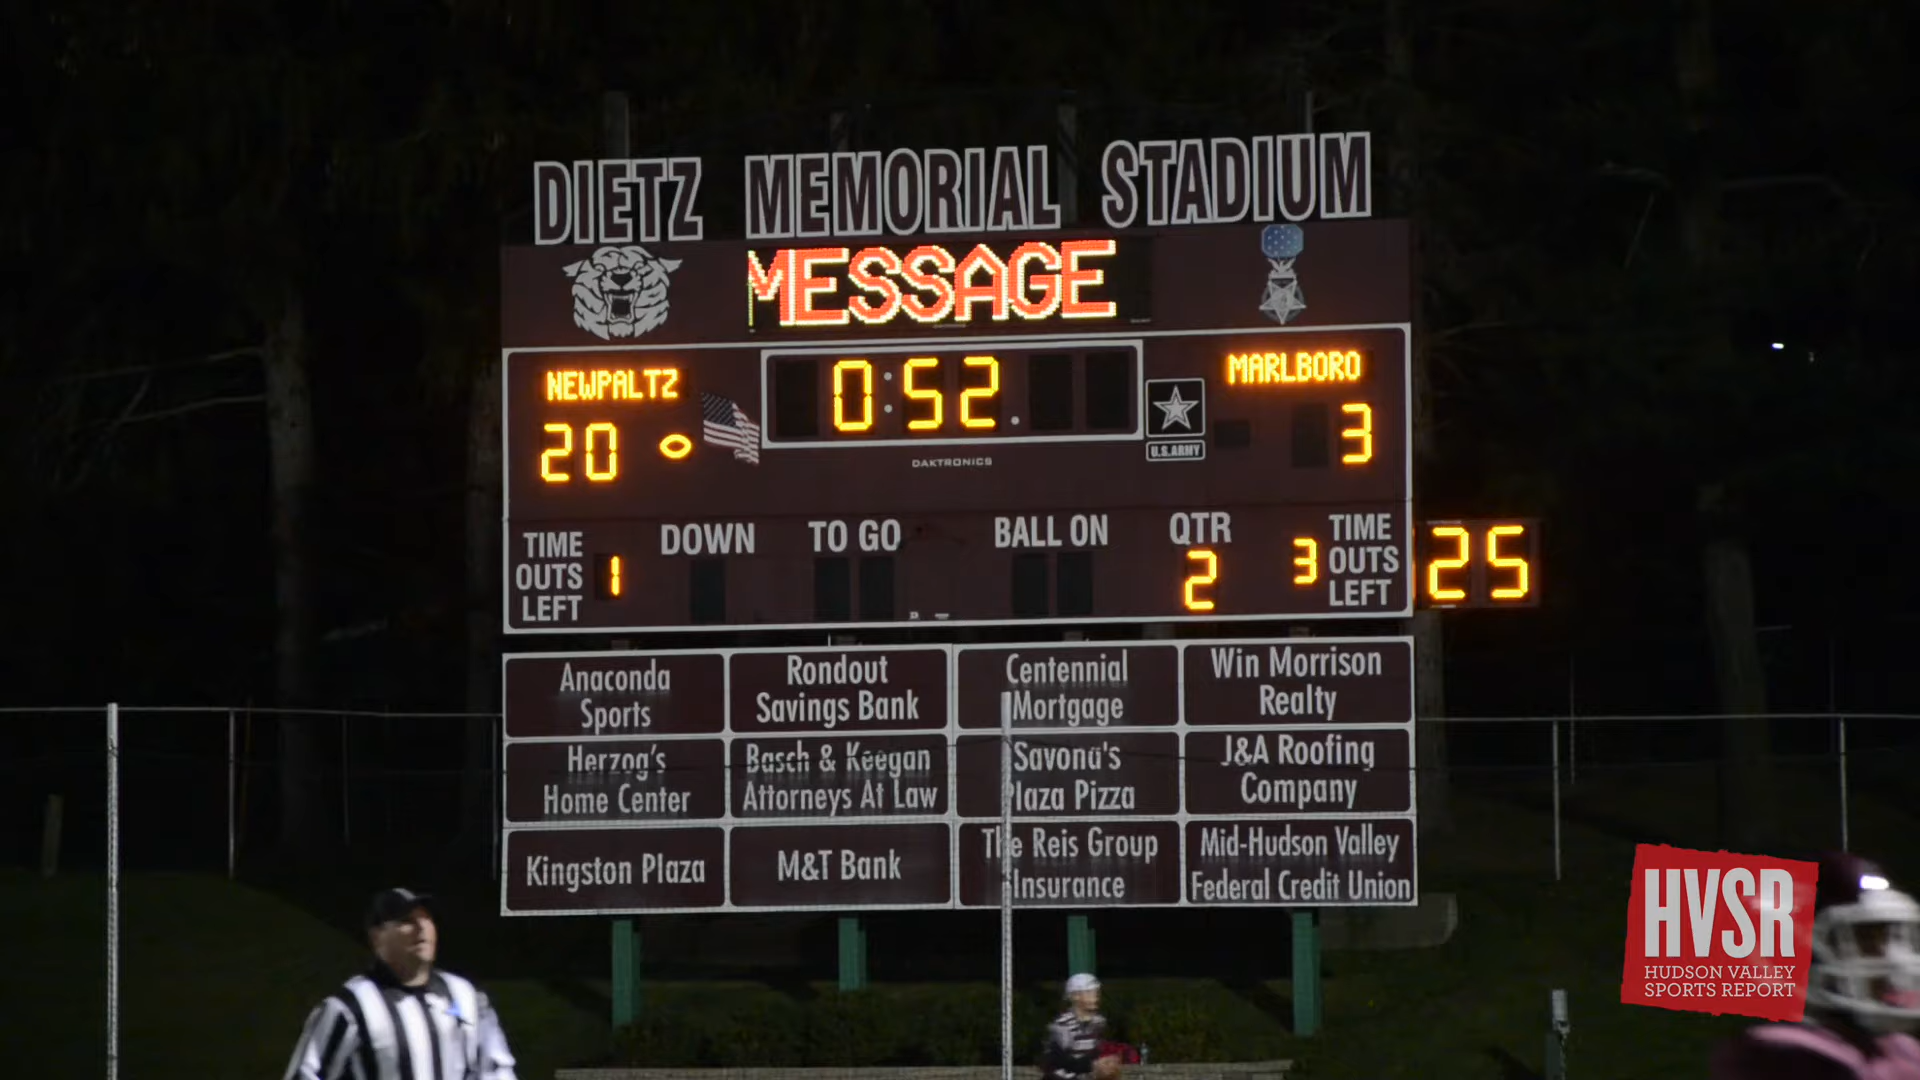 DIETZ MEMORIAL STADIUM
MESSAGE
NEWPALTZ
0:52.
MARLBORO
20
3
U.S.ARMY
DAKTRONICS
TIME OUTS LEFT
1
DOWN
TO GO
BALL ON
QTR
2
3
TIME OUTS LEFT
25
Anaconda
Sports
Rondout
Savings Bank
Centennial
Mortgage
Win Morrison
Realty
Herzog's
Home Center
Basch & Keegan
Attorneys At Law
Savona's
Plaza Pizza
J&A Roofing
Company
Kingston Plaza
M&T Bank
The Reis Group
Insurance
Mid-Hudson Valley
Federal Credit Union
HVSR
HUDSON VALLEY
SPORTS REPORT